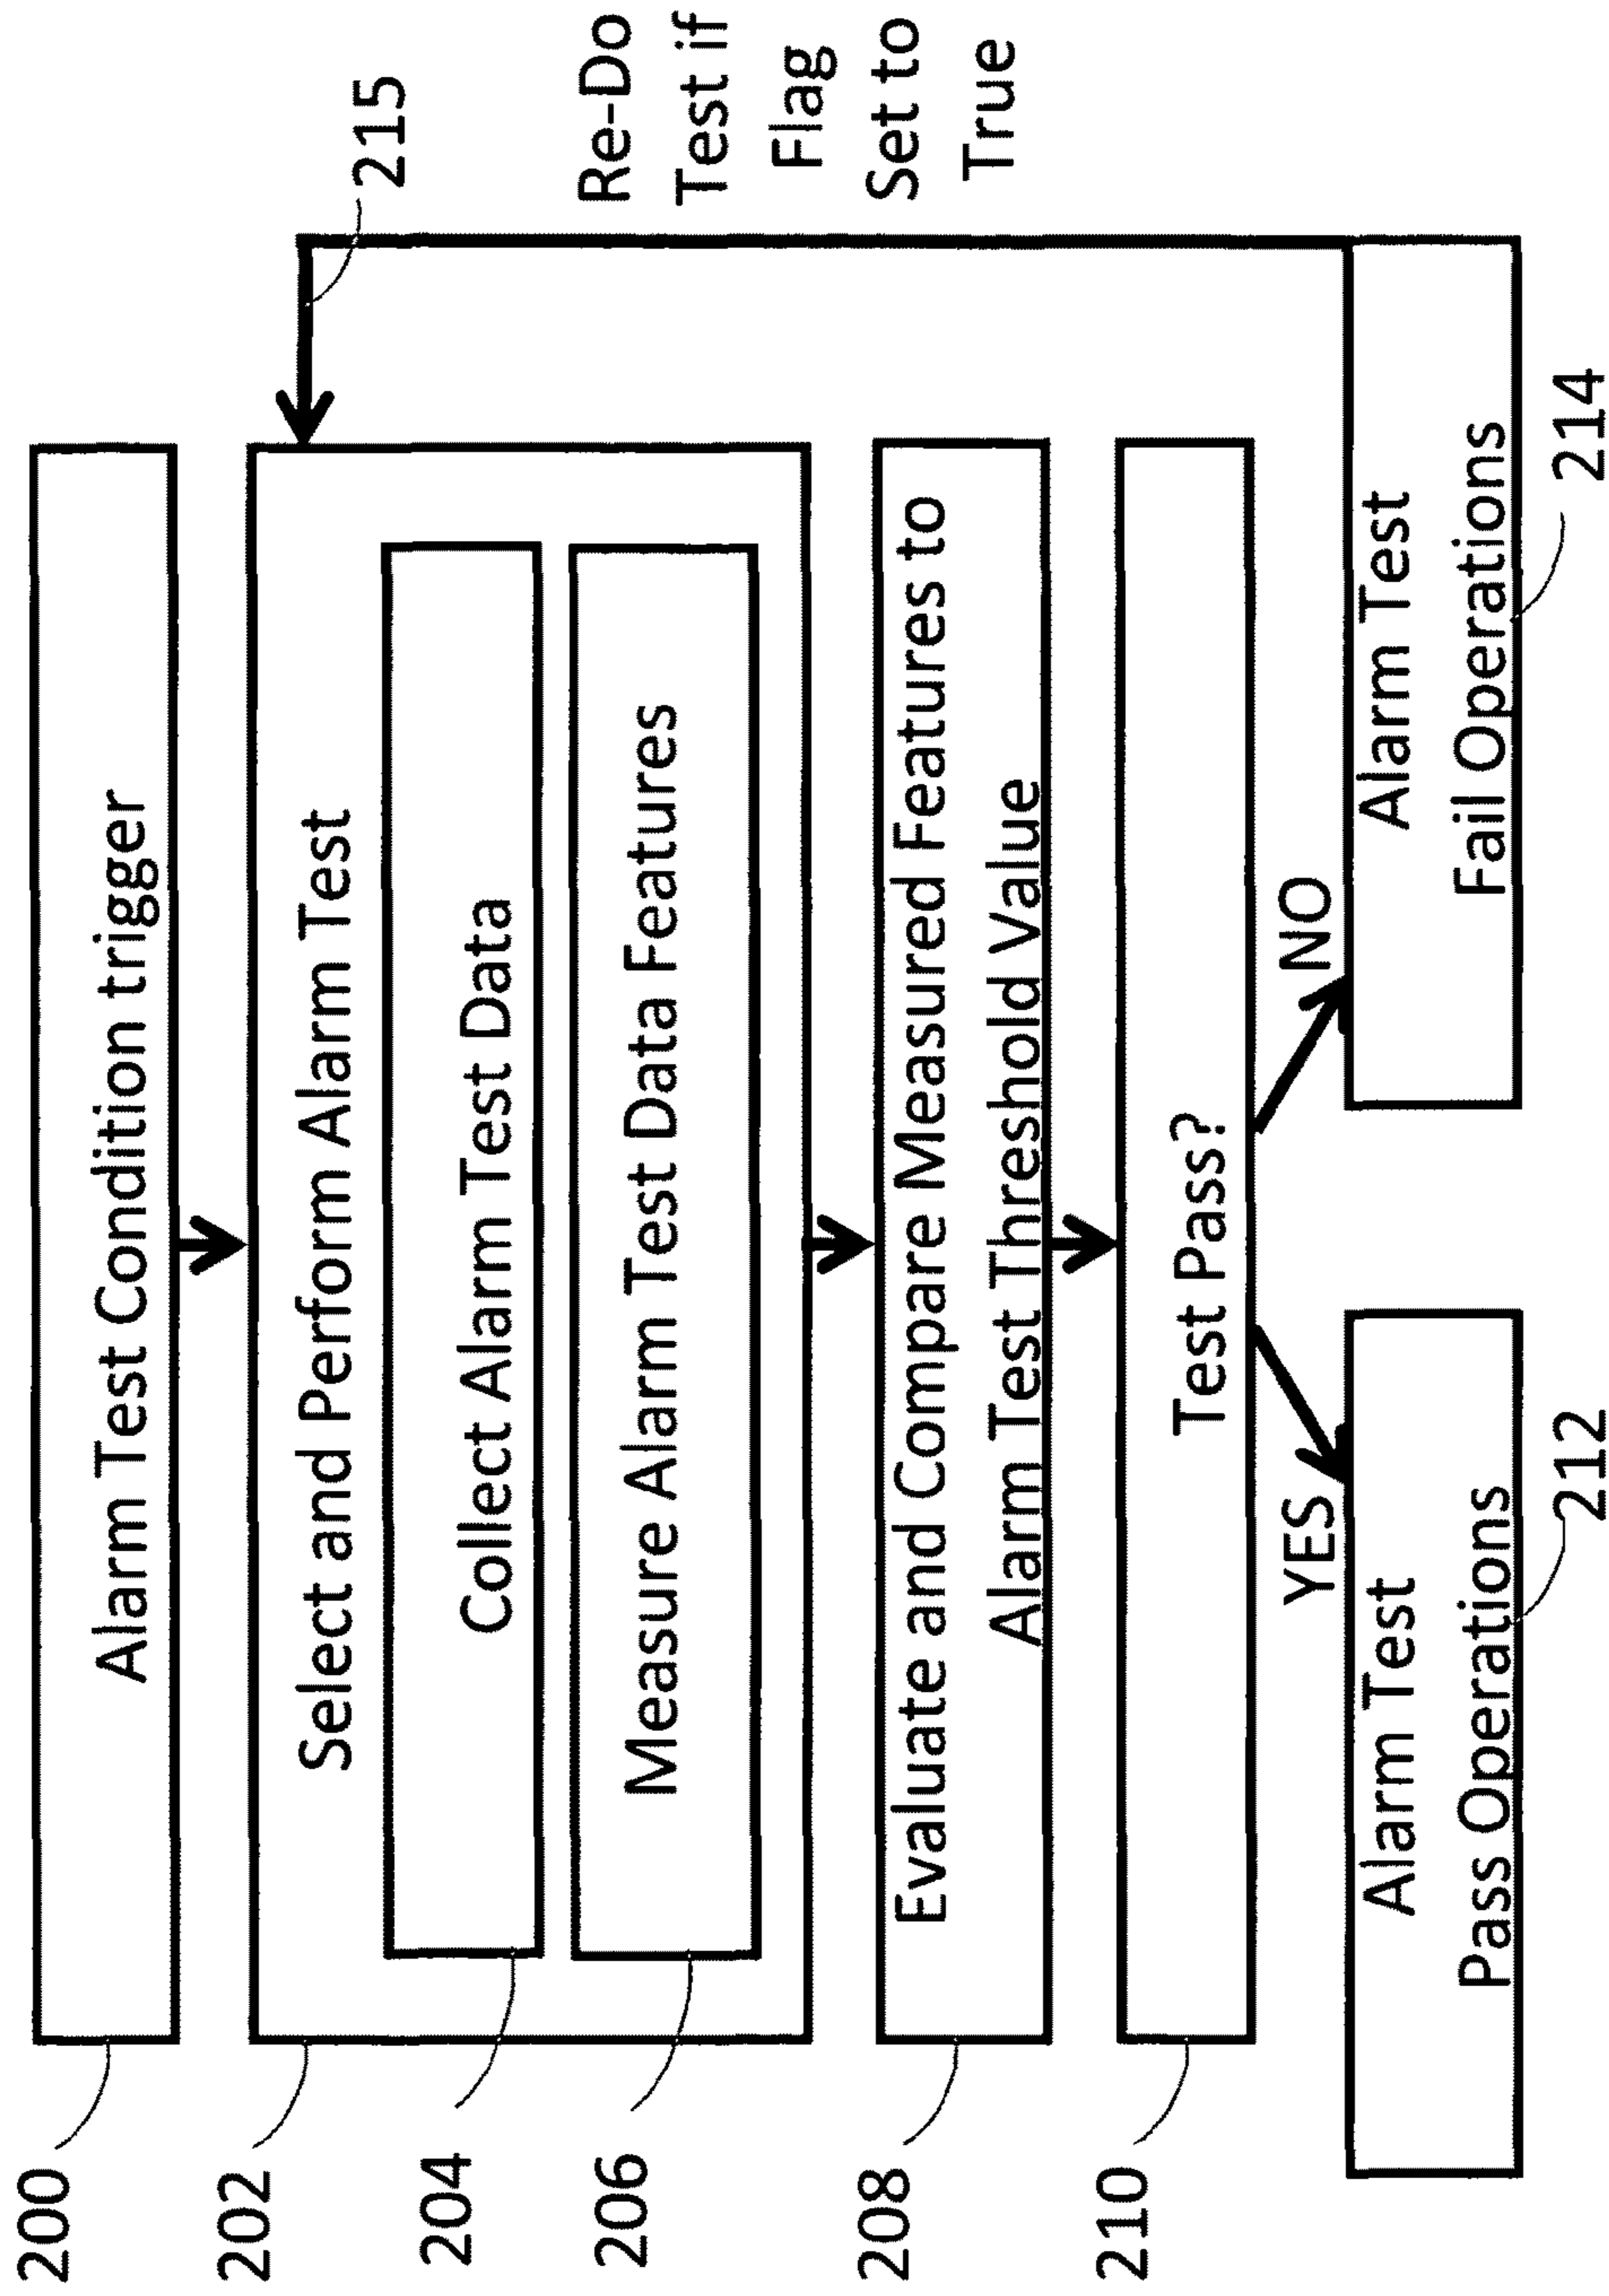 200
Alarm Test Condition trigger
202
Select and Perform Alarm Test
215
204
Collect Alarm Test Data
206
Measure Alarm Test Data Features
Re-Do
Test if
Flag
Set to
True
208
Evaluate and Compare Measured Features to
Alarm Test Threshold Value
210
Test Pass?
YES
NO
Alarm Test
Pass Operations
212
Alarm Test
Fail Operations
214